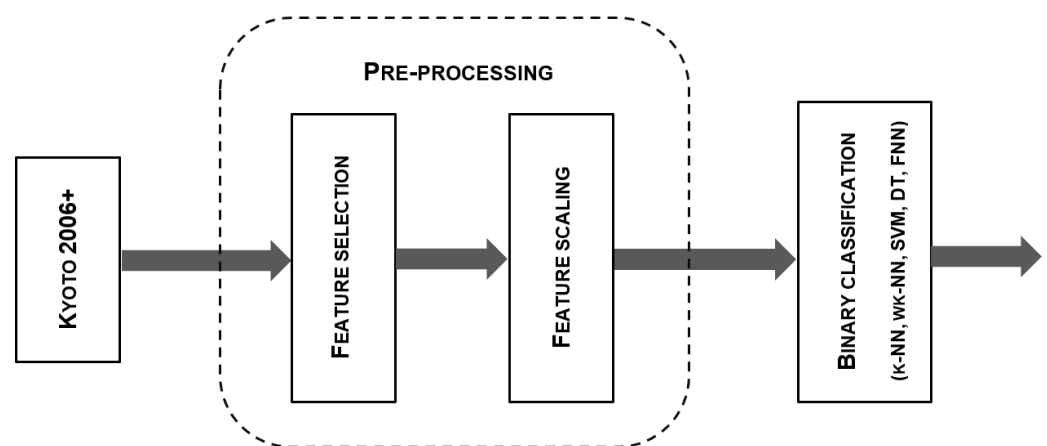 PRE-PROCESSING
KYOTO 2006+
FEATURE SELECTION
FEATURE SCALING
BINARY CLASSIFICATION
(K-NN, WK-NN, SVM, DT, FNN)